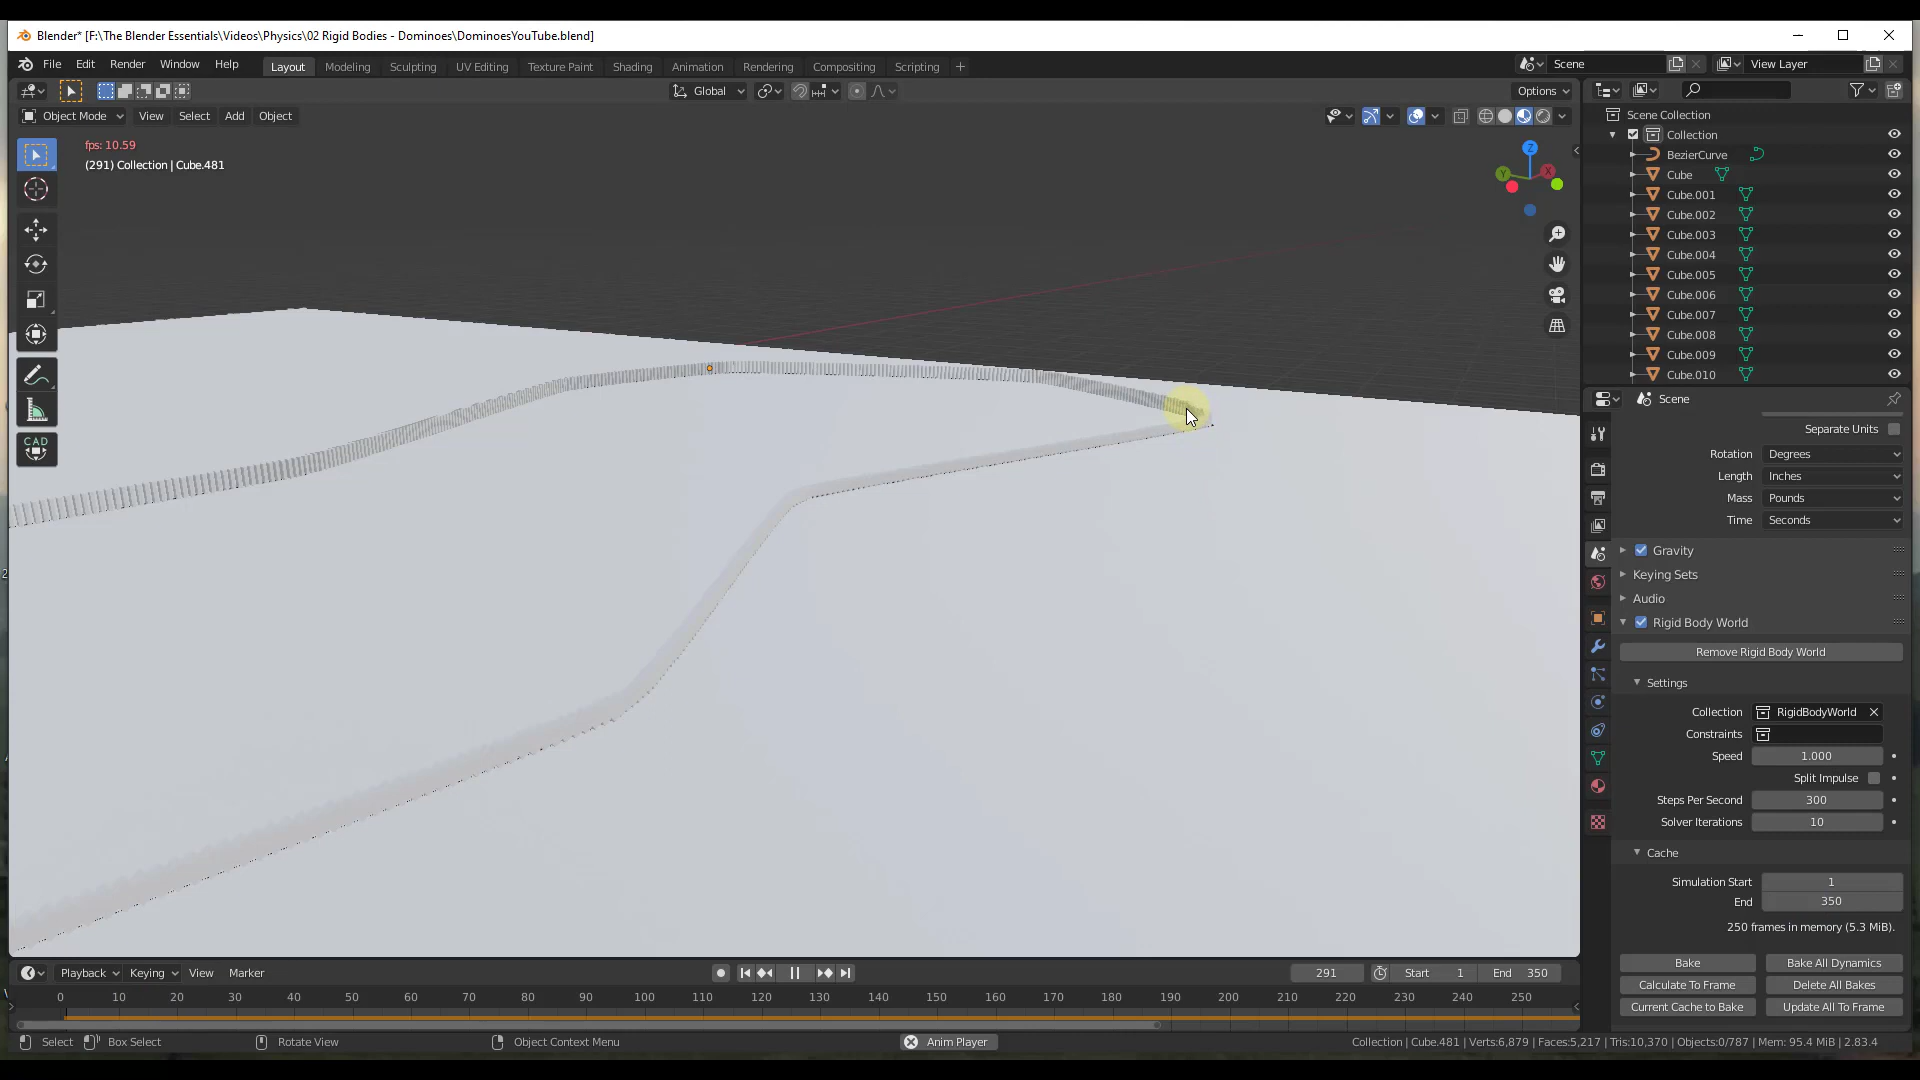 Blender* [F:\The Blender Essentials\Videos\Physics\02 Rigid Bodies - Dominoes\DominoesYouTube.blend]
File Edit Render Window Help Layout Modeling Sculpting UV Editing Texture Paint Shading Animation Rendering Compositing Scripting + Scene View Layer
Global Options
Object Mode View Select Add Object
fps: 10.59
(291) Collection | Cube.481
Z
Y
X
CAD
Scene Collection
Collection
BezierCurve
Cube
Cube.001
Cube.002
Cube.003
Cube.004
Cube.005
Cube.006
Cube.007
Cube.008
Cube.009
Cube.010
Scene
Separate Units
Rotation Degrees
Length Inches
Mass Pounds
Time Seconds
Gravity
Keying Sets
Audio
Rigid Body World
Remove Rigid Body World
Settings
Collection RigidBodyWorld
Constraints
Speed 1.000
Split Impulse
Steps Per Second 300
Solver Iterations 10
Cache
Simulation Start 1
End 350
250 frames in memory (5.3 MiB).
Bake Bake All Dynamics
Calculate To Frame Delete All Bakes
Current Cache to Bake Update All To Frame
Playback Keying View Marker 291 Start 1 End 350
0 10 20 30 40 50 60 70 80 90 100 110 120 130 140 150 160 170 180 190 200 210 220 230 240 250
Select Box Select Rotate View Object Context Menu Anim Player Collection | Cube.481 | Verts:6,879 | Faces:5,217 | Tris:10,370 | Objects:0/787 | Mem: 95.4 MiB | 2.83.4